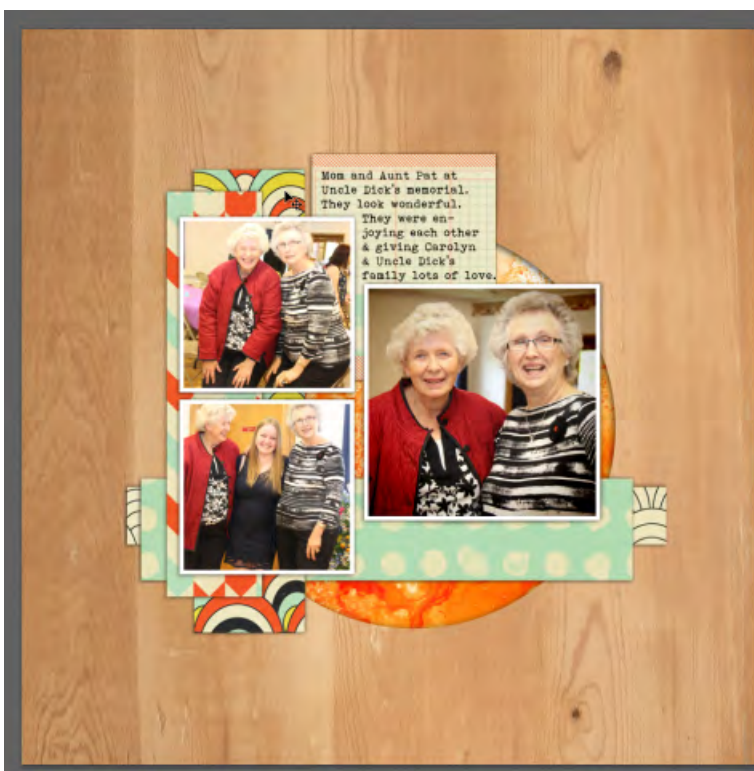 Mom and Aunt Pat at
Uncle Dick's memorial.
They look wonderful.
They were en-
joying each other
& giving Carolyn
& Uncle Dick's
family lots of love.